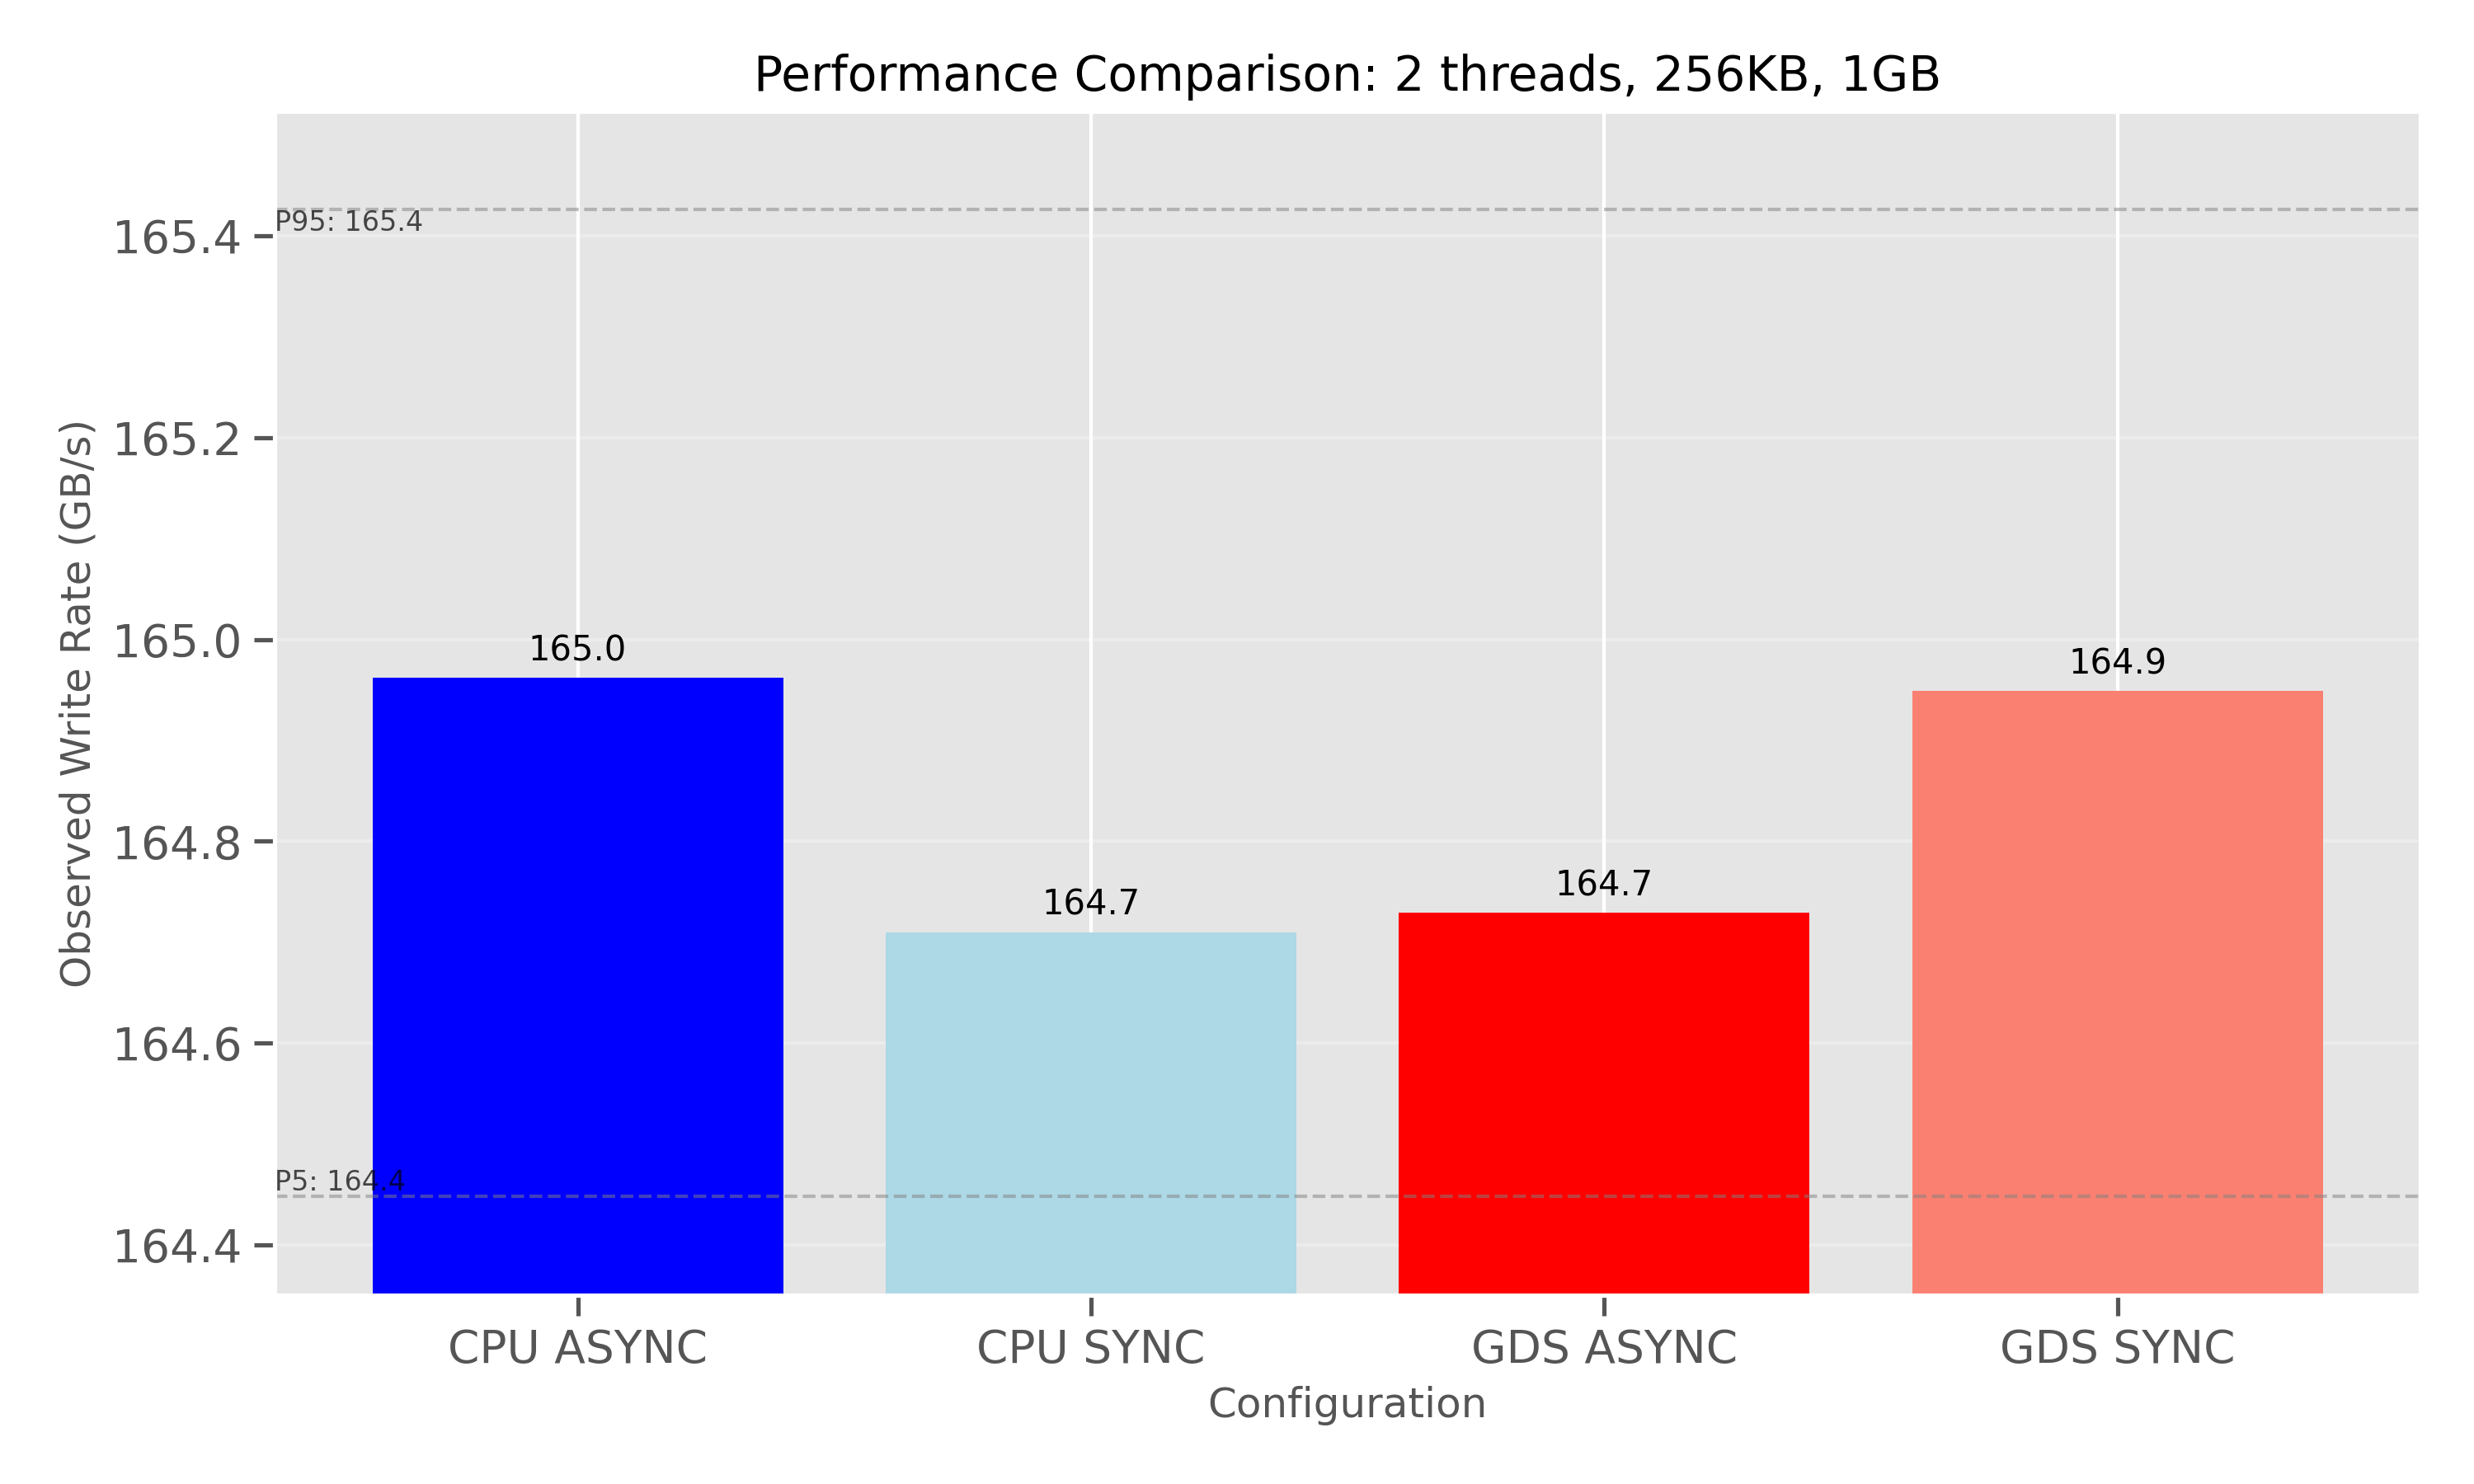 Performance Comparison: 2 threads, 256KB, 1GB
Observed Write Rate (GB/s)
165.4
165.2
165.0
164.8
164.6
164.4
P95: 165.4
P5: 164.4
165.0
164.7
164.7
164.9
CPU ASYNC
CPU SYNC
GDS ASYNC
GDS SYNC
Configuration